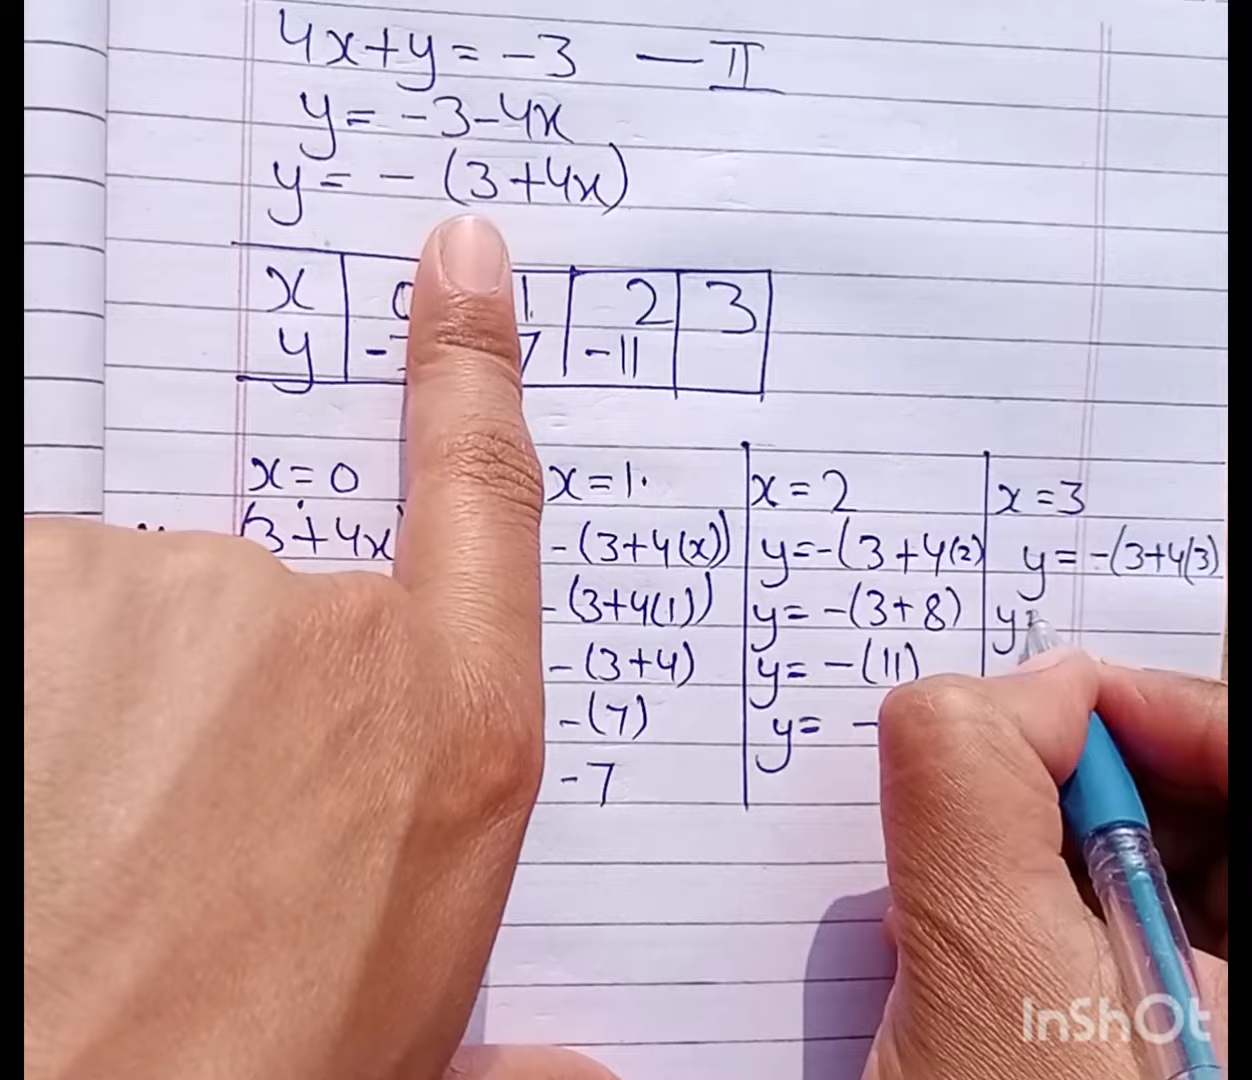 4x+y=-3 — II
y=-3-4x
y=-(3+4x)
x 1 2 3
y -11
x=0
(3+4x)
x=1.
-(3+4(x))
-(3+4(1))
-(3+4)
-(7)
-7
x=2
y=-(3+4(2)
y=-(3+8)
y=-(11)
y= -
x=3
y=-(3+4(3)
y
InShOt